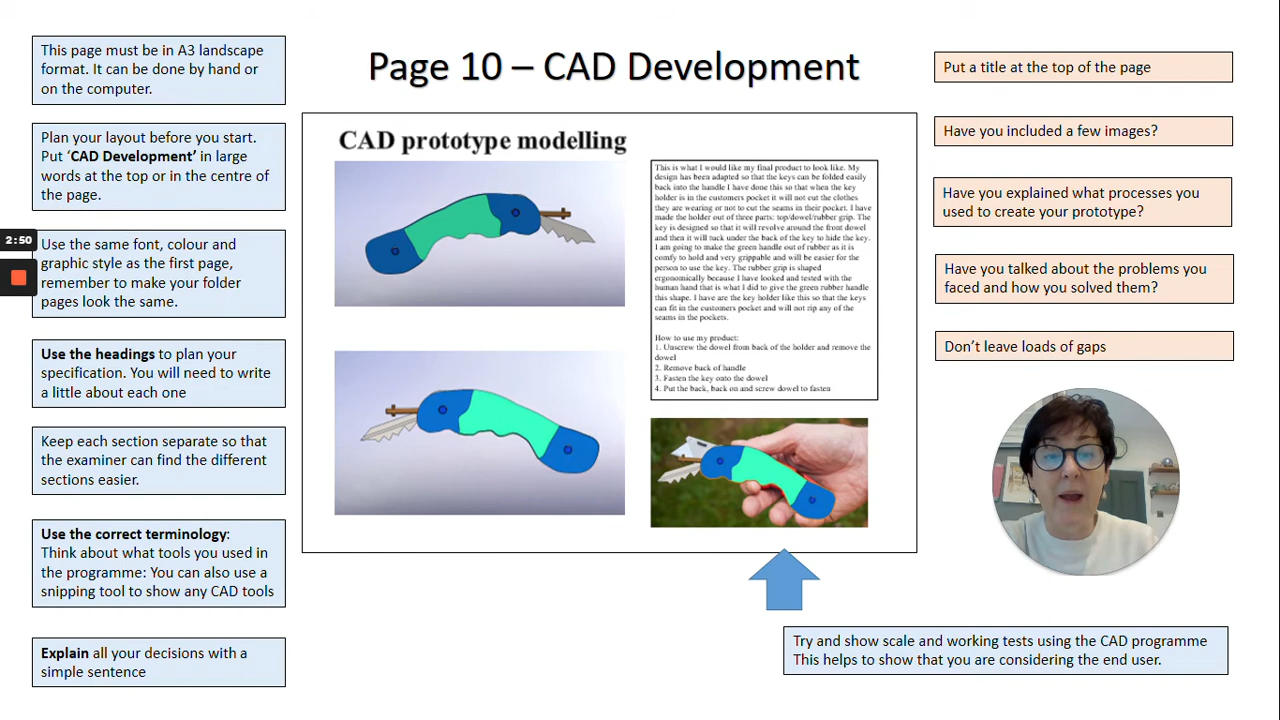 Page 10 – CAD Development
This page must be in A3 landscape
format. It can be done by hand or
on the computer.
Plan your layout before you start.
Put ‘CAD Development’ in large
words at the top in the centre of
the page.
2:50
Use the same font, colour and
graphic style as the first page,
remember to make your folder
pages look the same.
Use the headings to plan your
specification. You will need to write
a little about each one
Keep each section separate so that
the examiner can find the different
sections easier.
Use the correct terminology:
Think about what tools you used in
the programme: You can also use a
snipping tool to show any CAD tools
Explain all your decisions with a
simple sentence
CAD prototype modelling
This is what I would like my final product to look like. My
design has been adapted so that the keys can be folded easily
back into the handle I have done this so that when the key
holder is in the customers pocket it will not cut the clothes
they are wearing or not to cut the seams in their pocket. I have
made the holder out of three parts: top/dowel/rubber grip. The
key is designed so that it will revolve around the front dowel
and then it will tuck under the back of the key to hide the key.
I am going to make the green handle out of rubber as it is
comfy to hold and very grippable and will be easier for the
person to use the key. The rubber grip is shaped
ergonomically because I have looked and tested with the
human hand that is what I did to give the green rubber handle
this shape. I have are the key holder like this so that the keys
can fit in the customers pocket and will not rip any of the
seams in the pockets.
How to use my product:
1. Unscrew the dowel from back of the holder and remove the
dowel
2. Remove back of handle
3. Fasten the key onto the dowel
4. Put the back, back on and screw dowel to fasten
Put a title at the top of the page
Have you included a few images?
Have you explained what processes you
used to create your prototype?
Have you talked about the problems you
faced and how you solved them?
Don’t leave loads of gaps
Try and show scale and working tests using the CAD programme
This helps to show that you are considering the end user.